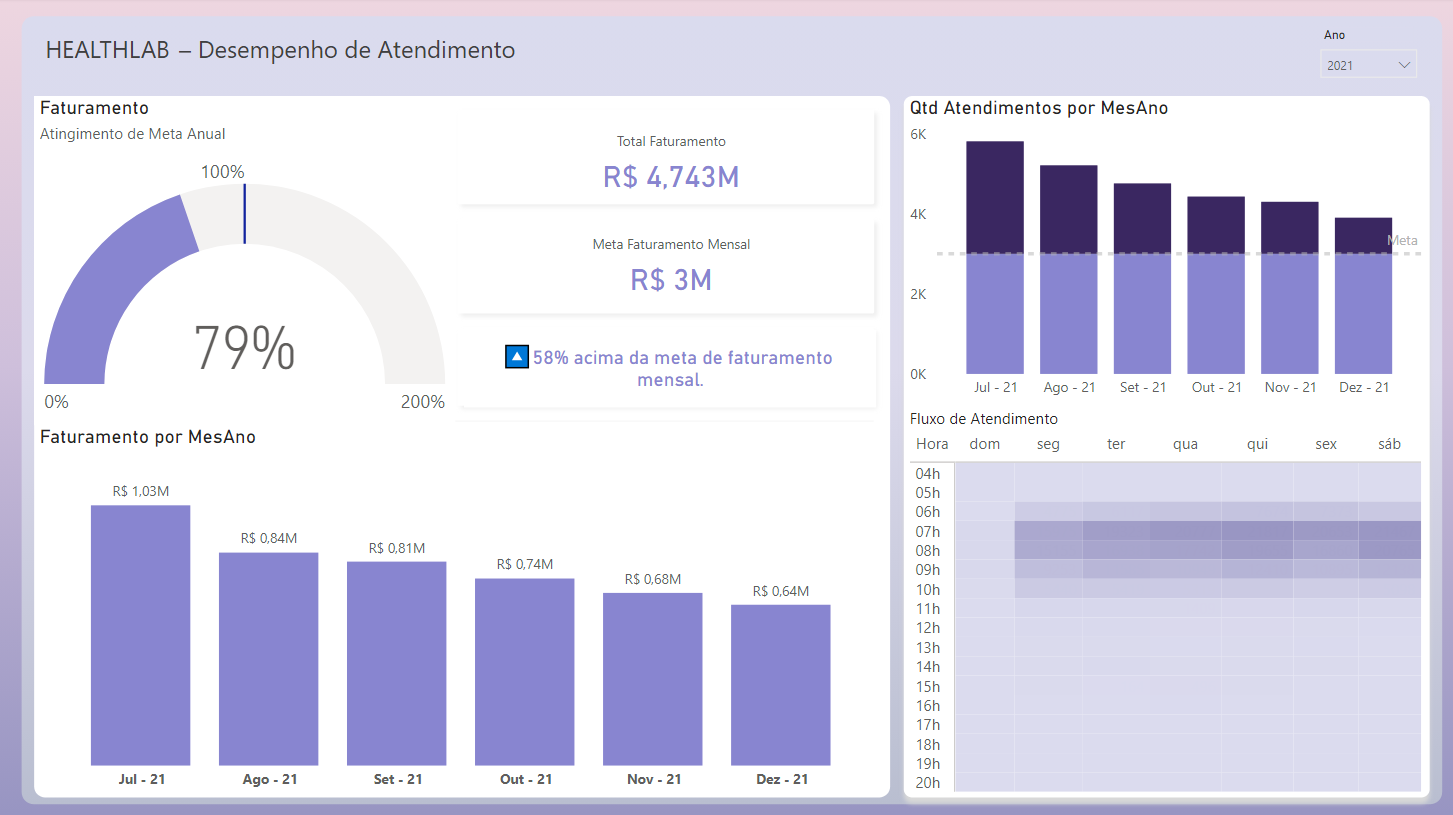 HEALTHLAB – Desempenho de Atendimento
Ano
2021
Faturamento
Atingimento de Meta Anual
100%
79%
0%
200%
Total Faturamento
R$ 4,743M
Meta Faturamento Mensal
R$ 3M
58% acima da meta de faturamento
mensal.
Faturamento por MesAno
R$ 1,03M
R$ 0,84M
R$ 0,81M
R$ 0,74M
R$ 0,68M
R$ 0,64M
Jul - 21
Ago - 21
Set - 21
Out - 21
Nov - 21
Dez - 21
Qtd Atendimentos por MesAno
6K
4K
Meta
2K
0K
Jul - 21
Ago - 21
Set - 21
Out - 21
Nov - 21
Dez - 21
Fluxo de Atendimento
Hora dom seg ter qua qui sex sáb
04h
05h
06h
07h
08h
09h
10h
11h
12h
13h
14h
15h
16h
17h
18h
19h
20h